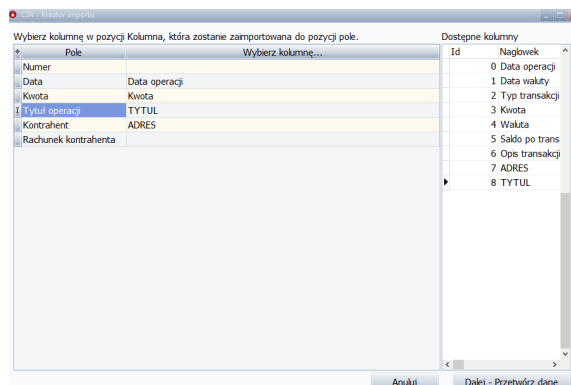 CSV - Kreator importu
Wybierz kolumnę w pozycji Kolumna, która zostanie zaimportowana do pozycji pole.
Dostępne kolumny
Pole Wybierz kolumnę...
Numer
Data Data operacji
Kwota Kwota
Tytuł operacji TYTUL
Kontrahent ADRES
Rachunek kontrahenta
Id Naglowek
0 Data operacji
1 Data waluty
2 Typ transakcji
3 Kwota
4 Waluta
5 Saldo po trans
6 Opis transakcji
7 ADRES
8 TYTUL
Anuluj Dalej - Przetwórz dane